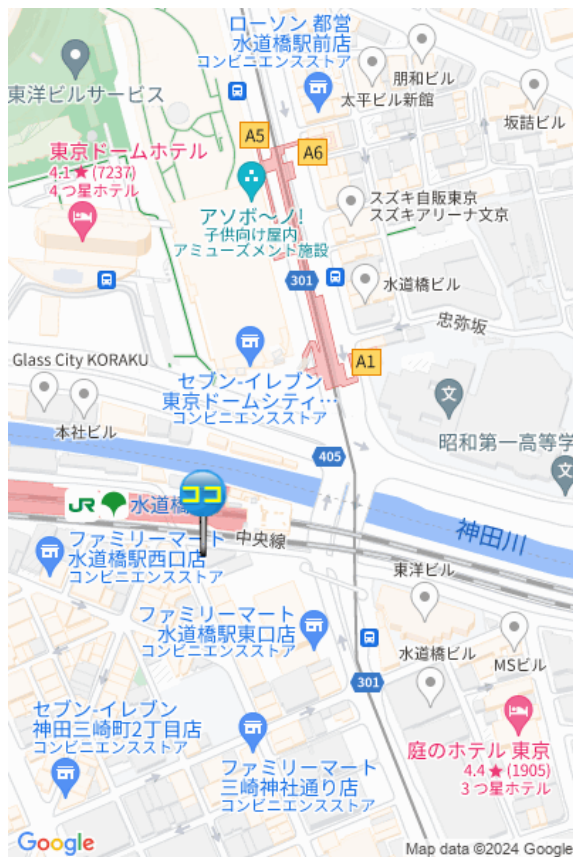 ローソン 都営
水道橋駅前店
コンビニエンスストア
朋和ビル
太平ビル新館
東洋ビルサービス
坂詰ビル
A5
A6
東京ドームホテル
4.1★(7237)
4 つ星ホテル
スズキ自販東京
スズキアリーナ文京
アソボ~ノ!
子供向け屋内
アミューズメント施設
301
水道橋ビル
忠弥坂
Glass City KORAKU
A1
セブン-イレブン
東京ドームシティ…
コンビニエンスストア
本社ビル
昭和第一高等学
文
文
405
ココ
JR
水道橋
神田川
中央線
ファミリーマート
水道橋駅西口店
コンビニエンスストア
東洋ビル
ファミリーマート
水道橋駅東口店
コンビニエンスストア
水道橋ビル
MSビル
301
セブン-イレブン
神田三崎町2丁目店
コンビニエンスストア
庭のホテル 東京
4.4★(1905)
3 つ星ホテル
ファミリーマート
三崎神社通り店
コンビニエンスストア
Google
Map data ©2024 Google